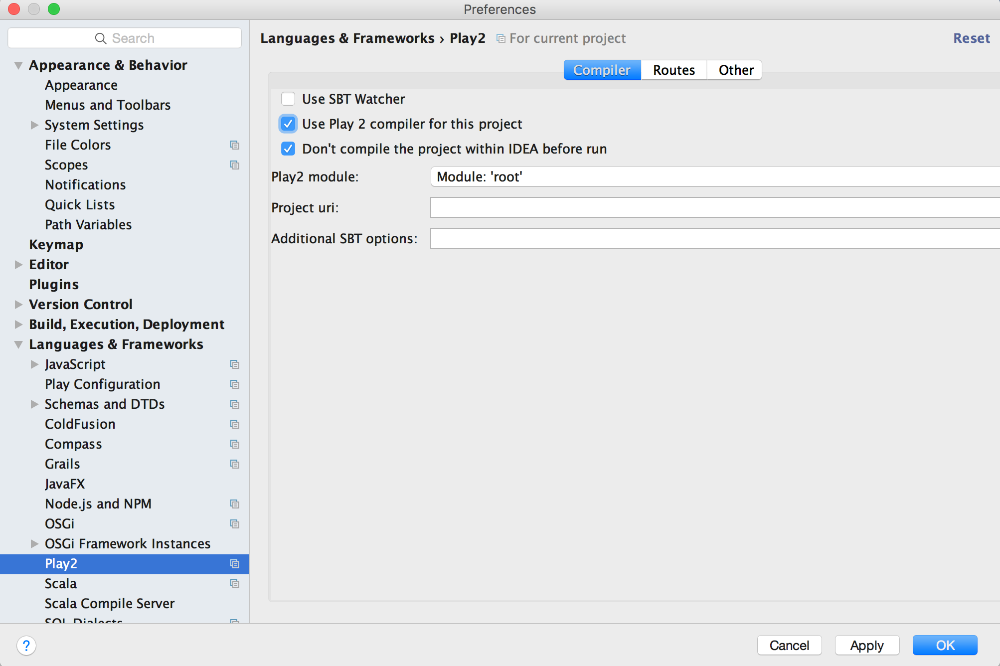 Preferences
Search
Languages & Frameworks › Play2 For current project
Reset
Appearance & Behavior
Appearance
Menus and Toolbars
System Settings
File Colors
Scopes
Notifications
Quick Lists
Path Variables
Keymap
Editor
Plugins
Version Control
Build, Execution, Deployment
Languages & Frameworks
JavaScript
Play Configuration
Schemas and DTDs
ColdFusion
Compass
Grails
JavaFX
Node.js and NPM
OSGi
OSGi Framework Instances
Play2
Scala
Scala Compile Server
SQL Dialects
Compiler Routes Other
Use SBT Watcher
Use Play 2 compiler for this project
Don't compile the project within IDEA before run
Play2 module: Module: 'root'
Project uri:
Additional SBT options:
?
Cancel Apply OK